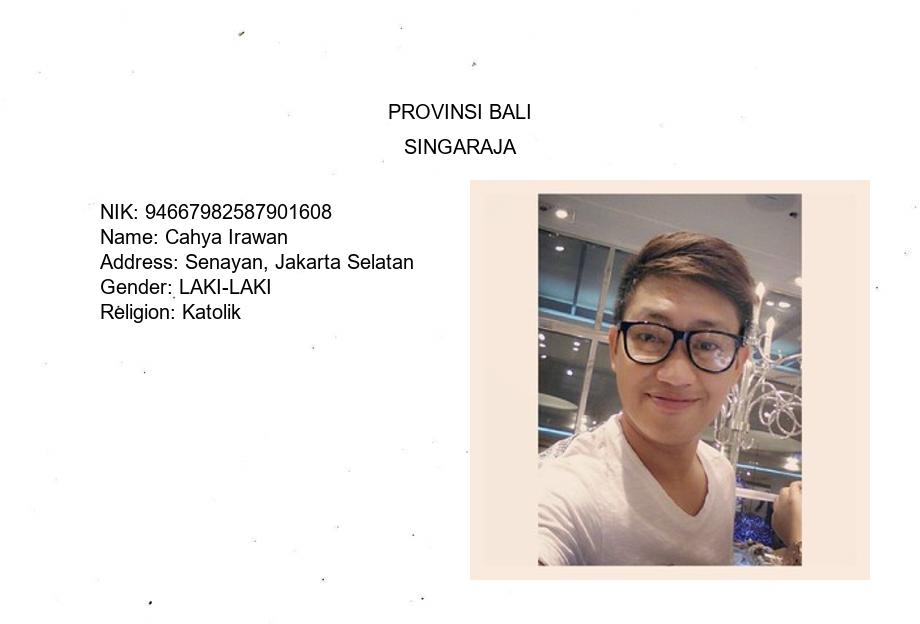 PROVINSI BALI
SINGARAJA
NIK: 94667982587901608
Name: Cahya Irawan
Address: Senayan, Jakarta Selatan
Gender: LAKI-LAKI
Religion: Katolik